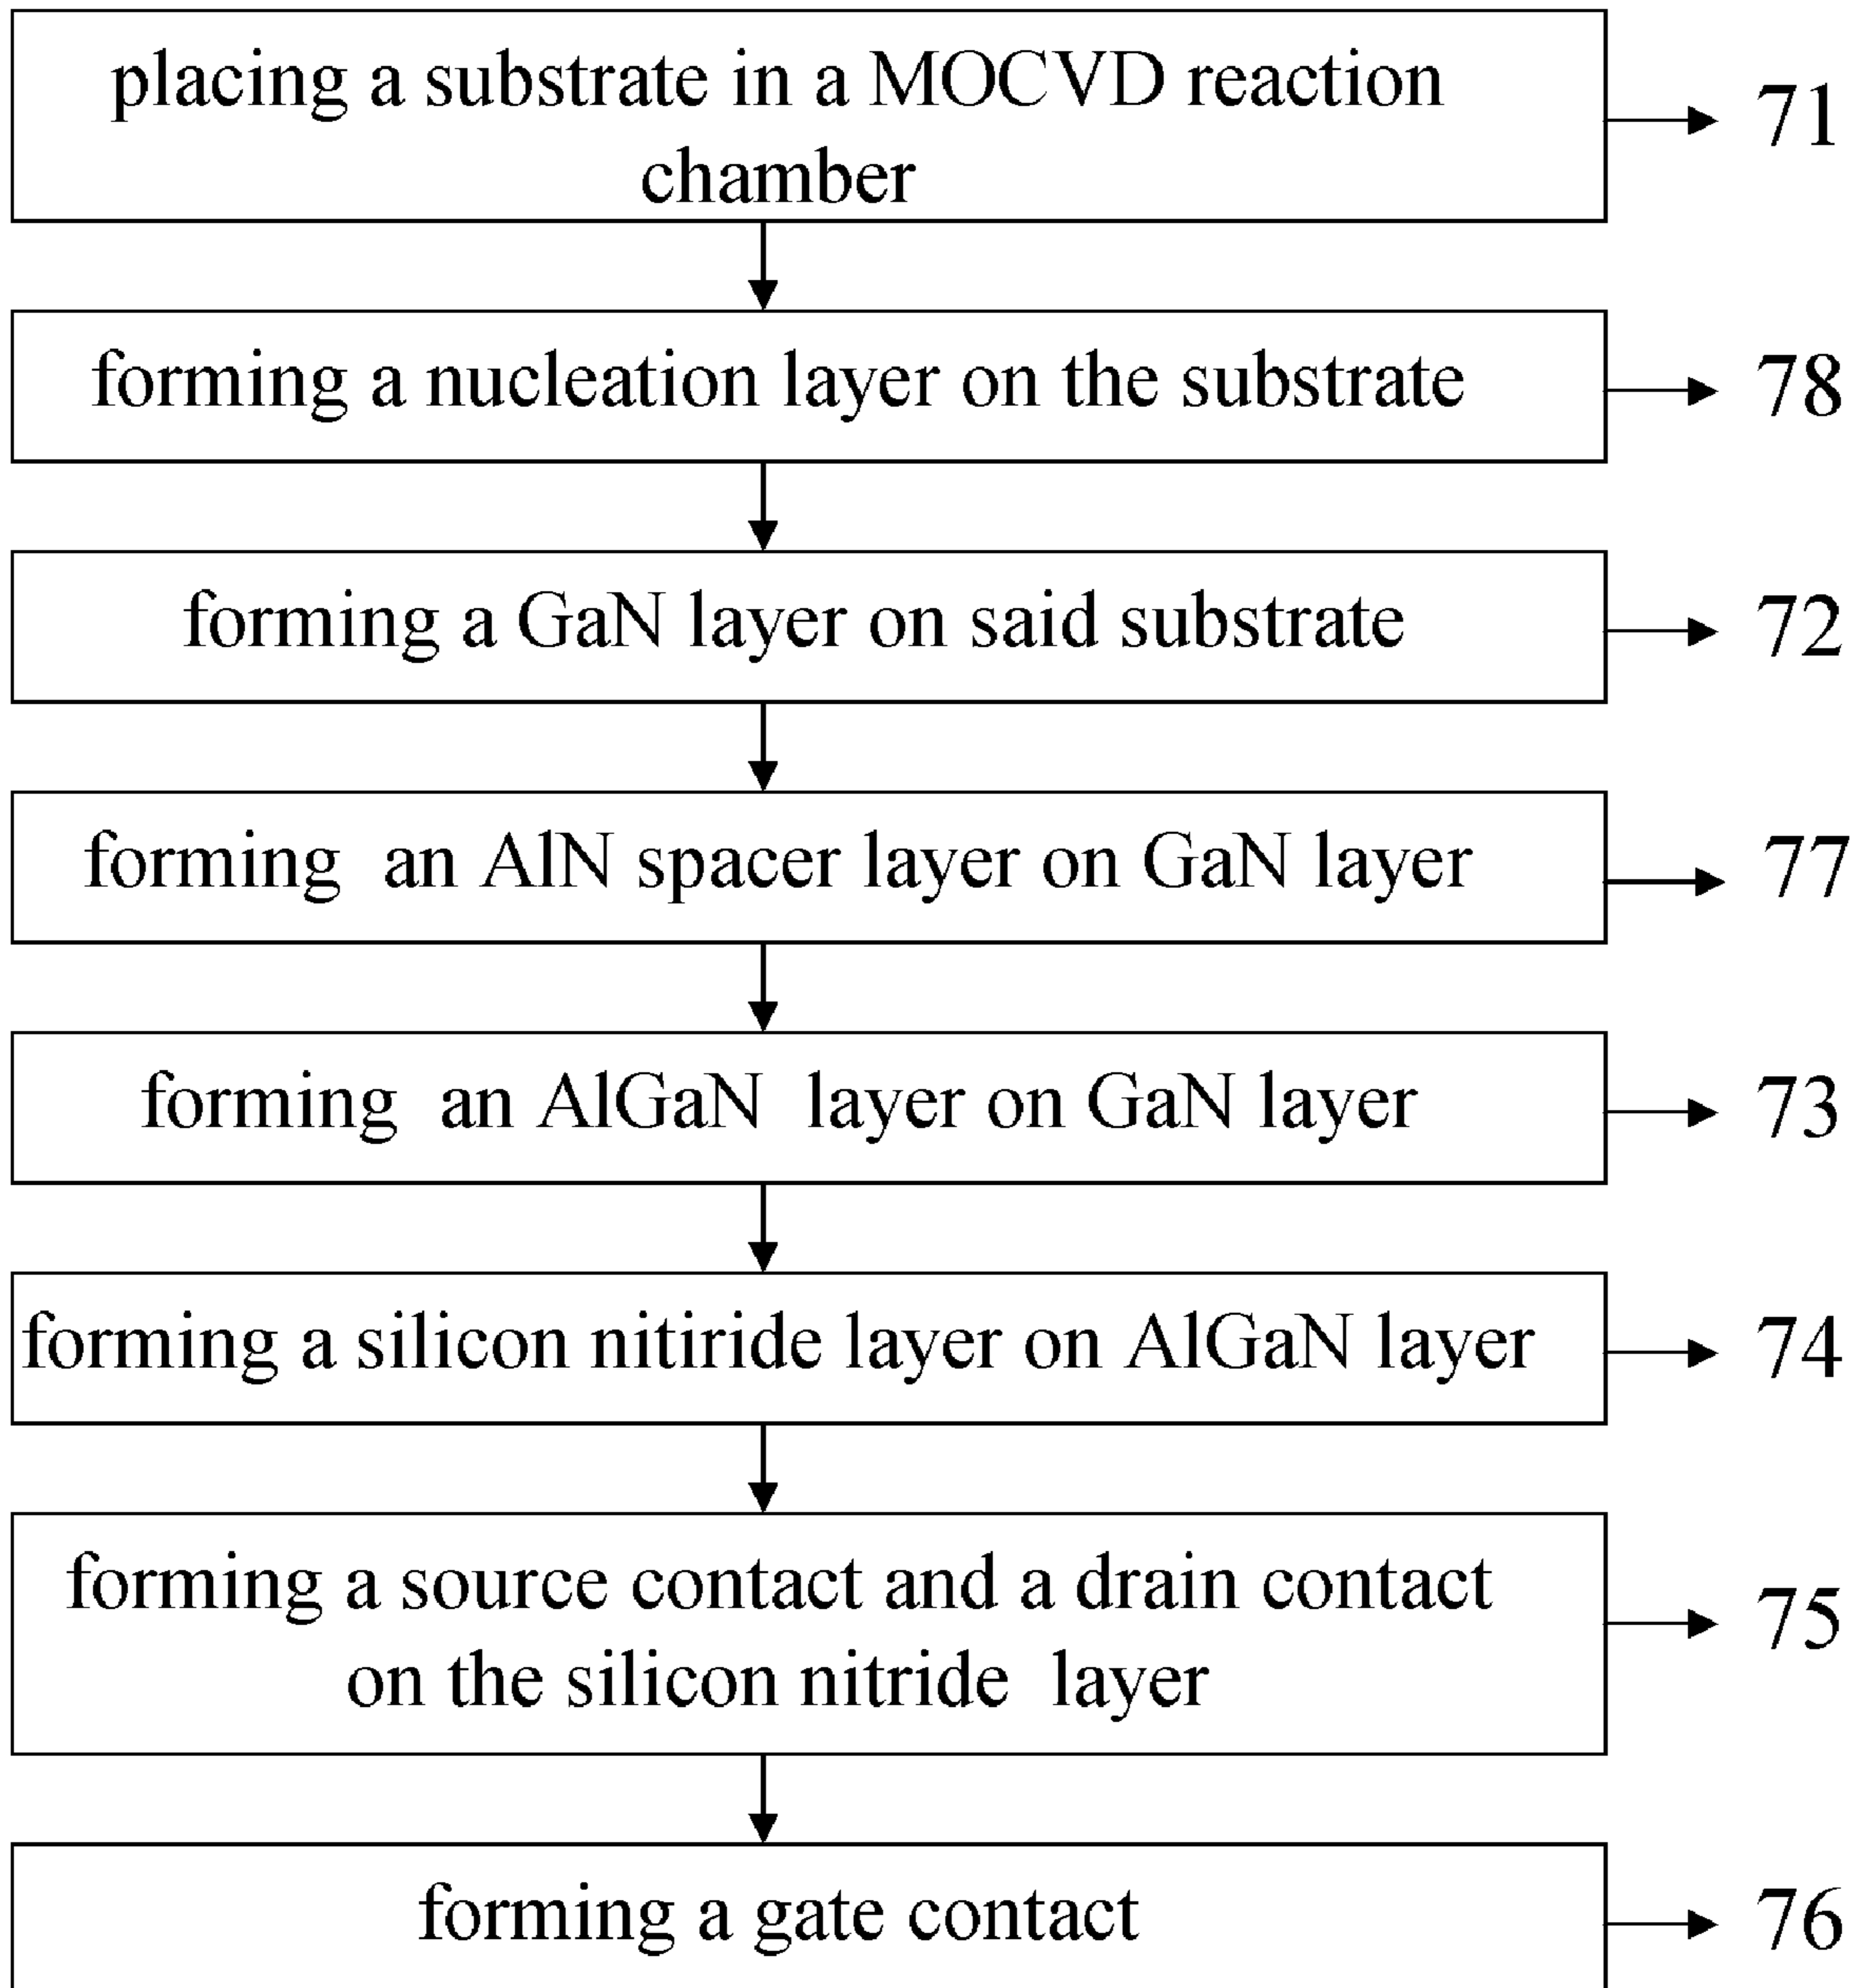 placing a substrate in a MOCVD reaction
chamber
71
forming a nucleation layer on the substrate
78
forming a GaN layer on said substrate
72
forming an AlN spacer layer on GaN layer
77
forming an AlGaN layer on GaN layer
73
forming a silicon nitiride layer on AlGaN layer
74
forming a source contact and a drain contact
on the silicon nitride layer
75
forming a gate contact
76